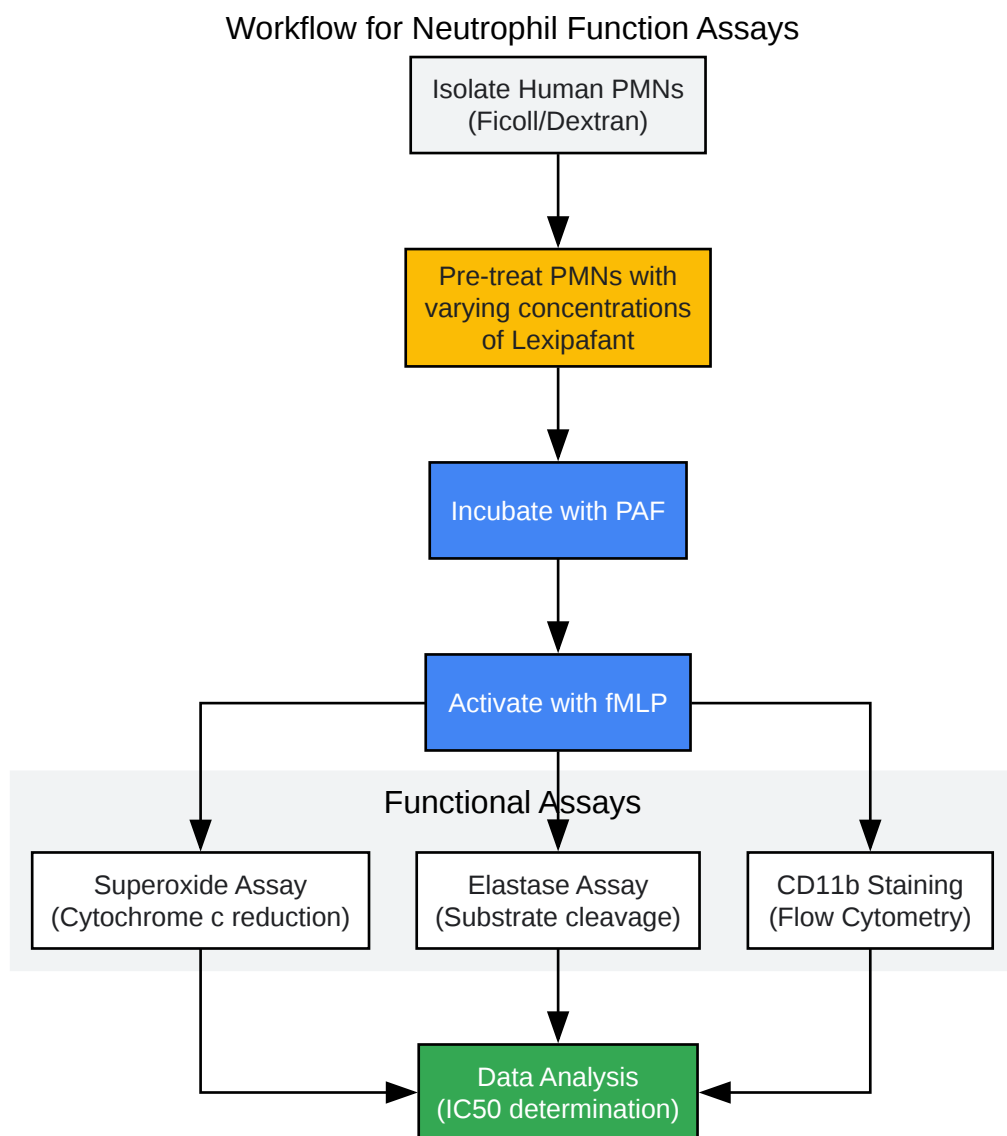 Workflow for Neutrophil Function Assays
Isolate Human PMNs
(Ficoll/Dextran)
Pre-treat PMNs with
varying concentrations
of Lexipafant
Incubate with PAF
Activate with fMLP
Functional Assays
Superoxide Assay
(Cytochrome c reduction)
Elastase Assay
(Substrate cleavage)
CD11b Staining
(Flow Cytometry)
Data Analysis
(IC50 determination)